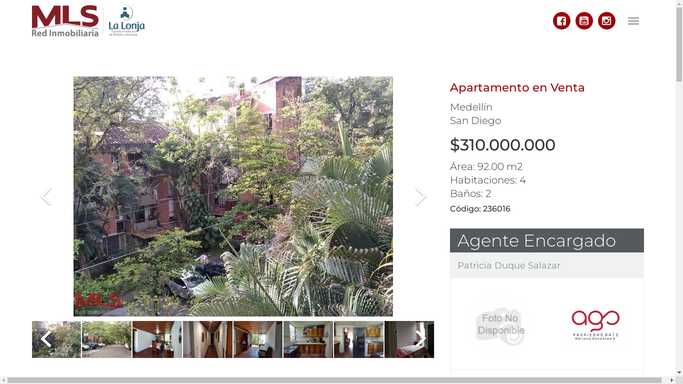 MLS
Red Inmobiliaria
La Lonja
Apartamento en Venta
Medellín
San Diego
$310.000.000
Área: 92.00 m2
Habitaciones: 4
Baños: 2
Código: 236016
Agente Encargado
Patricia Duque Salazar
MLS
Foto No
Disponible
ago